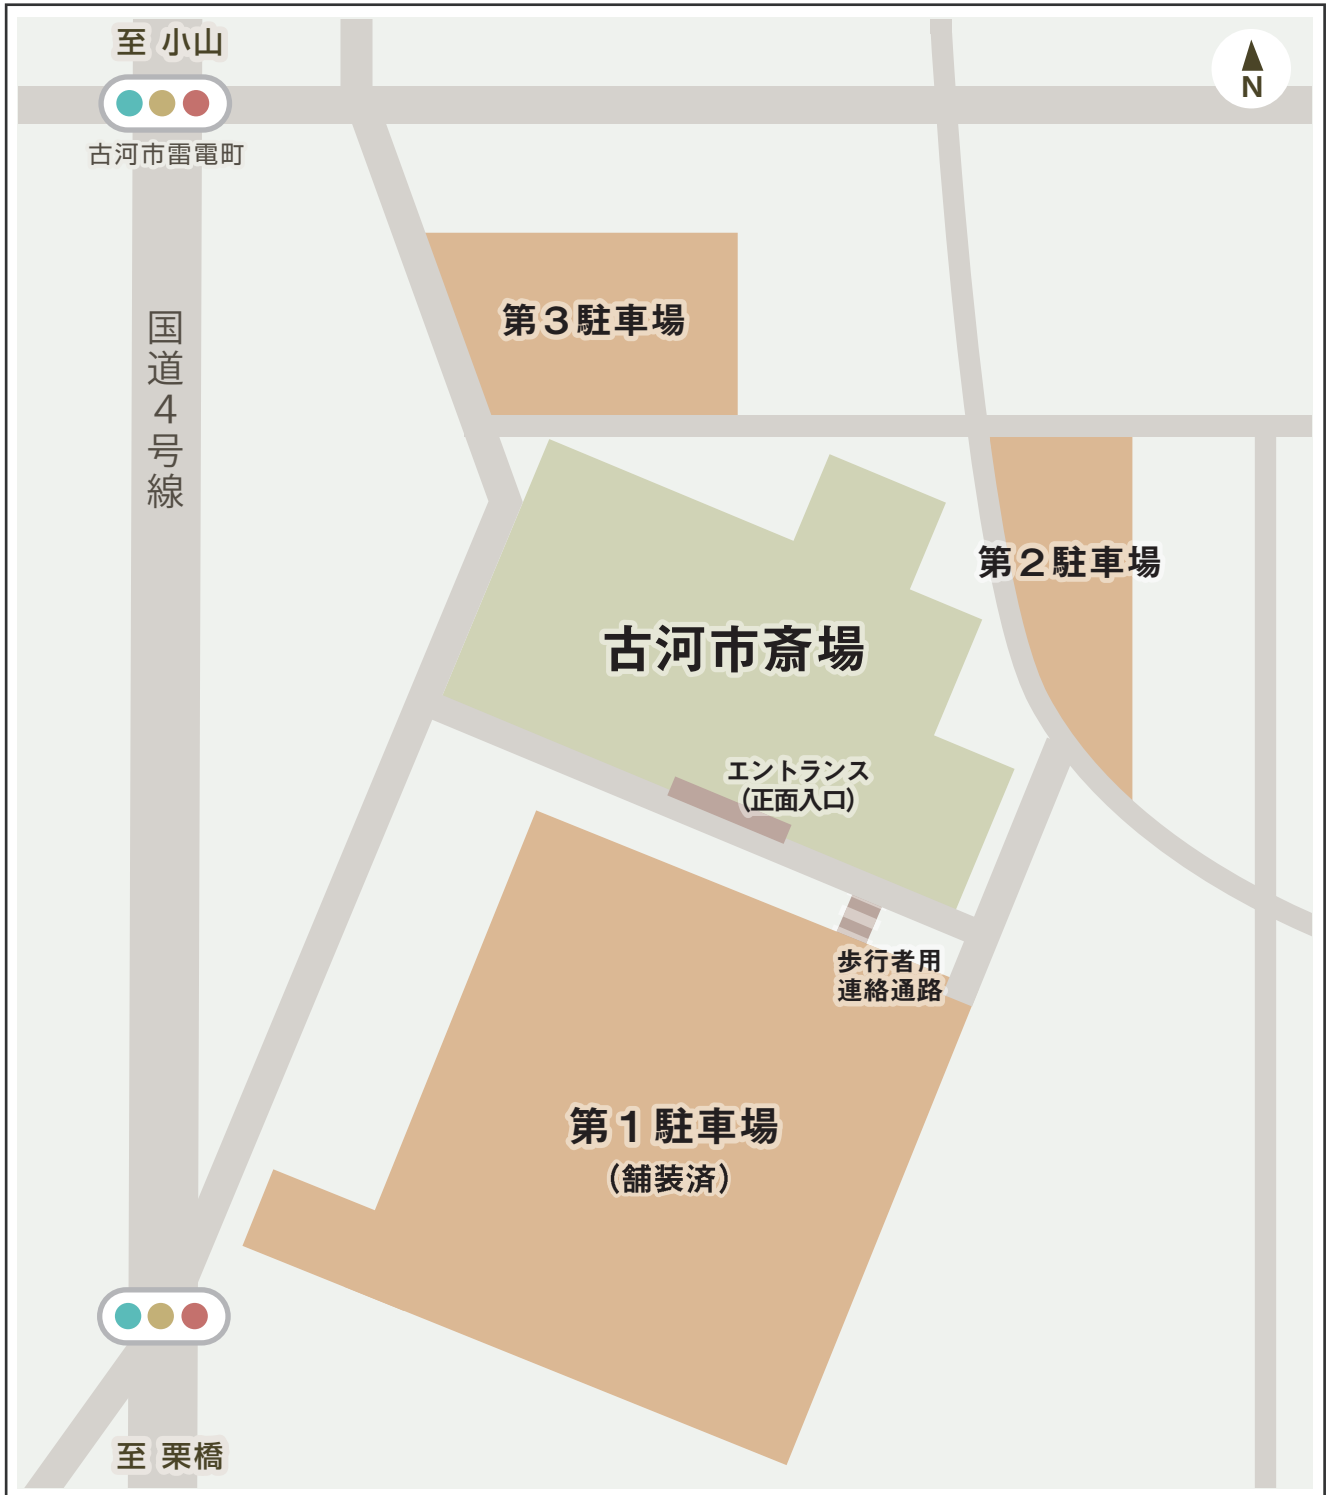 至 小山
N
古河市雷電町
国道4号線
第3駐車場
第2駐車場
古河市斎場
エントランス
(正面入口)
歩行者用
連絡通路
第1駐車場
(舗装済)
至 栗橋